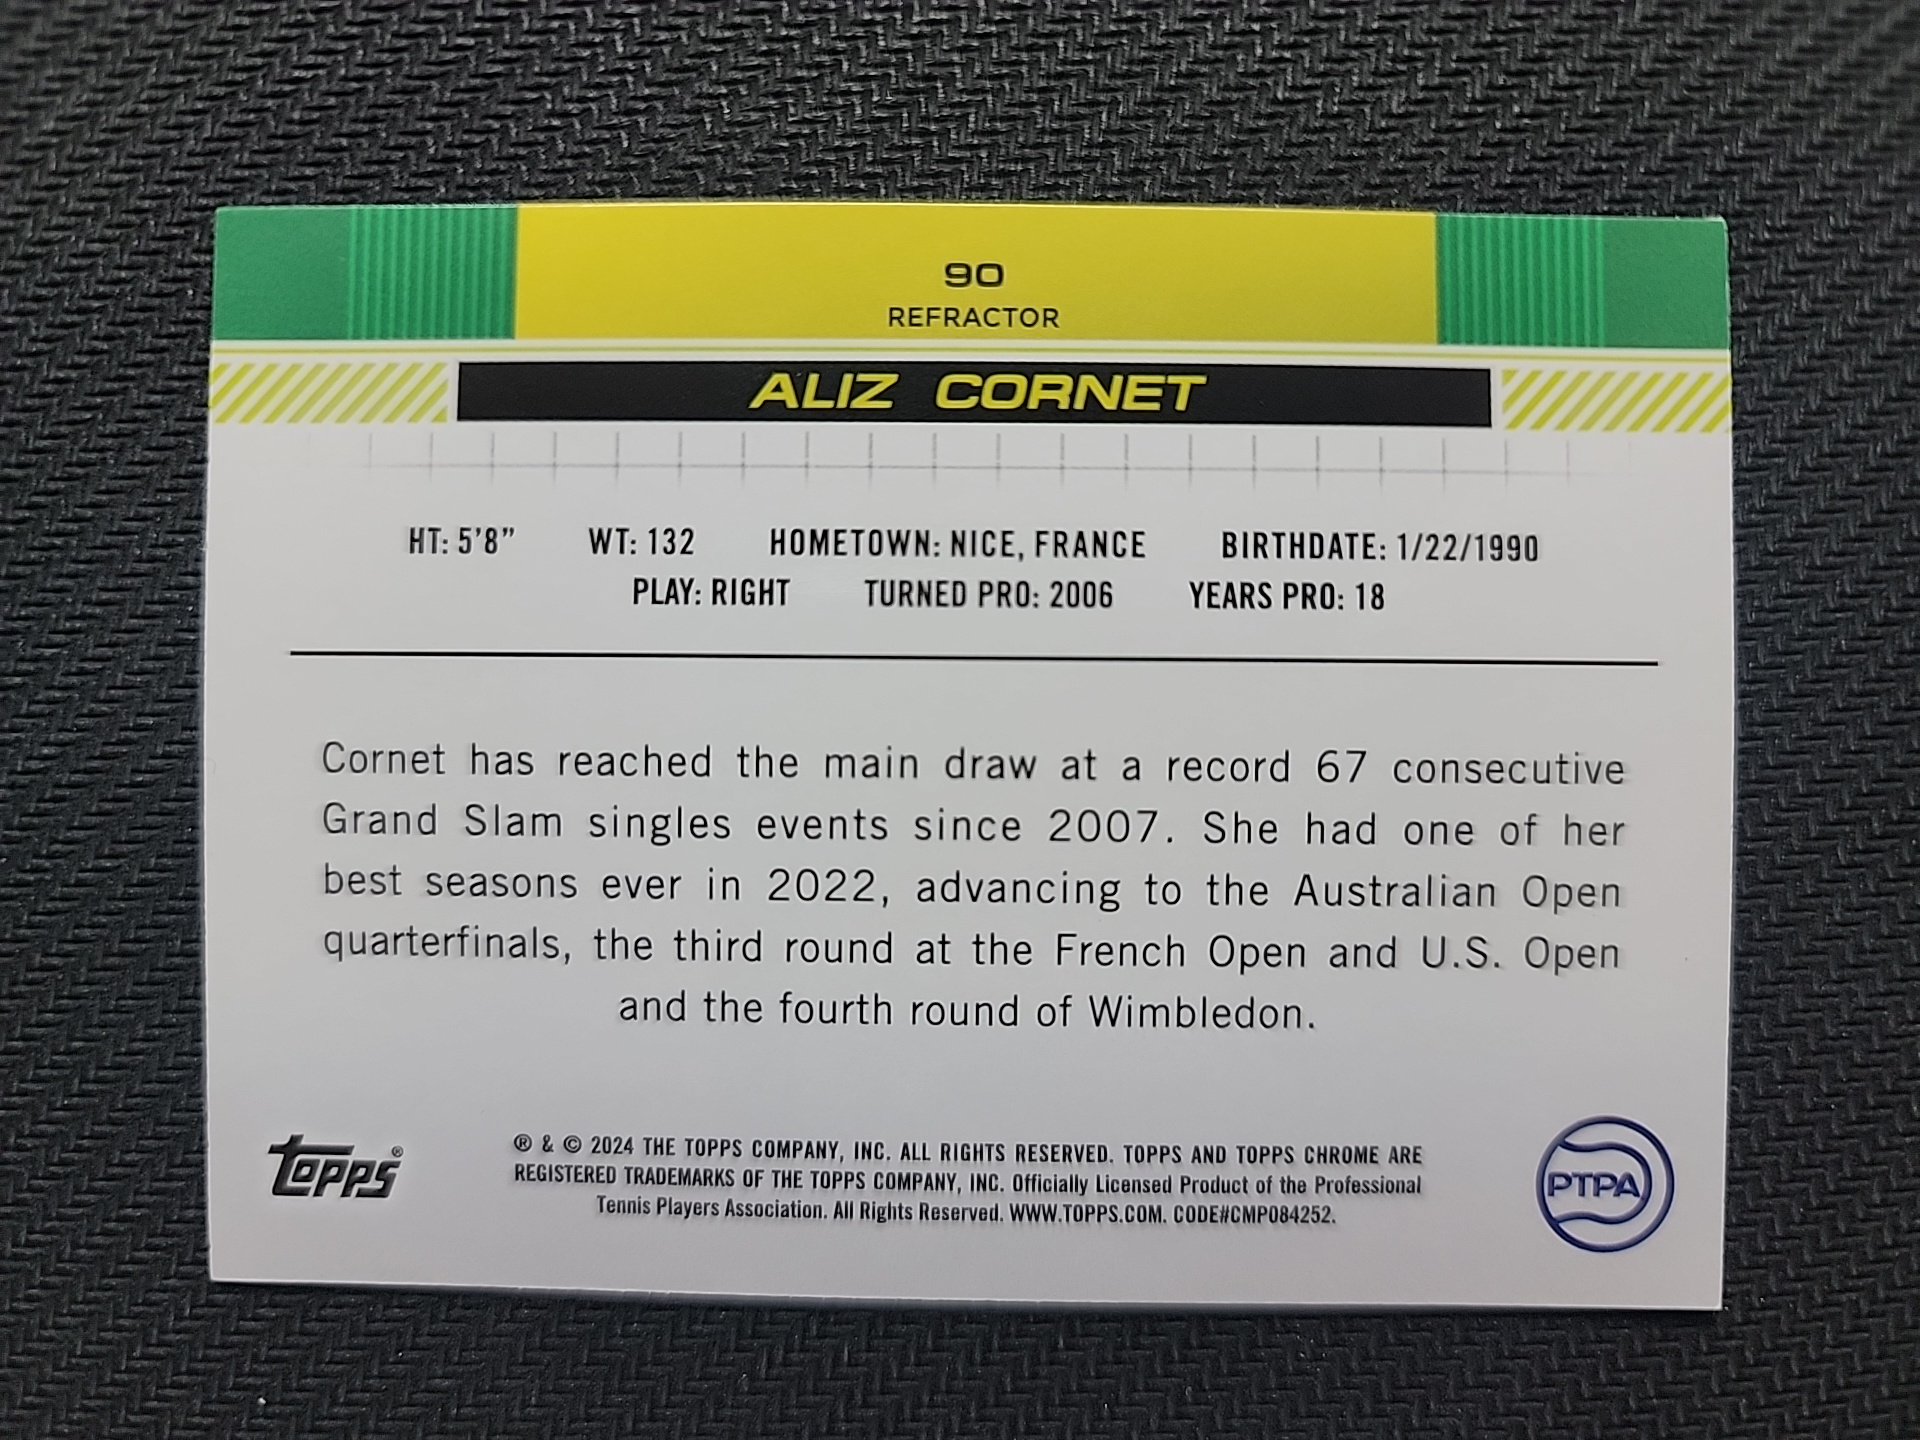 90
REFRACTOR
ALIZ CORNET
HT: 5'8" WT: 132 HOMETOWN: NICE, FRANCE BIRTHDATE: 1/22/1990
PLAY: RIGHT TURNED PRO: 2006 YEARS PRO: 18
Cornet has reached the main draw at a record 67 consecutive
Grand Slam singles events since 2007. She had one of her
best seasons ever in 2022, advancing to the Australian Open
quarterfinals, the third round at the French Open and U.S. Open
and the fourth round of Wimbledon.
topps®
® & © 2024 THE TOPPS COMPANY, INC. ALL RIGHTS RESERVED. TOPPS AND TOPPS CHROME ARE
REGISTERED TRADEMARKS OF THE TOPPS COMPANY, INC. Officially Licensed Product of the Professional
Tennis Players Association. All Rights Reserved. WWW.TOPPS.COM. CODE#CMP084252.
PTPA